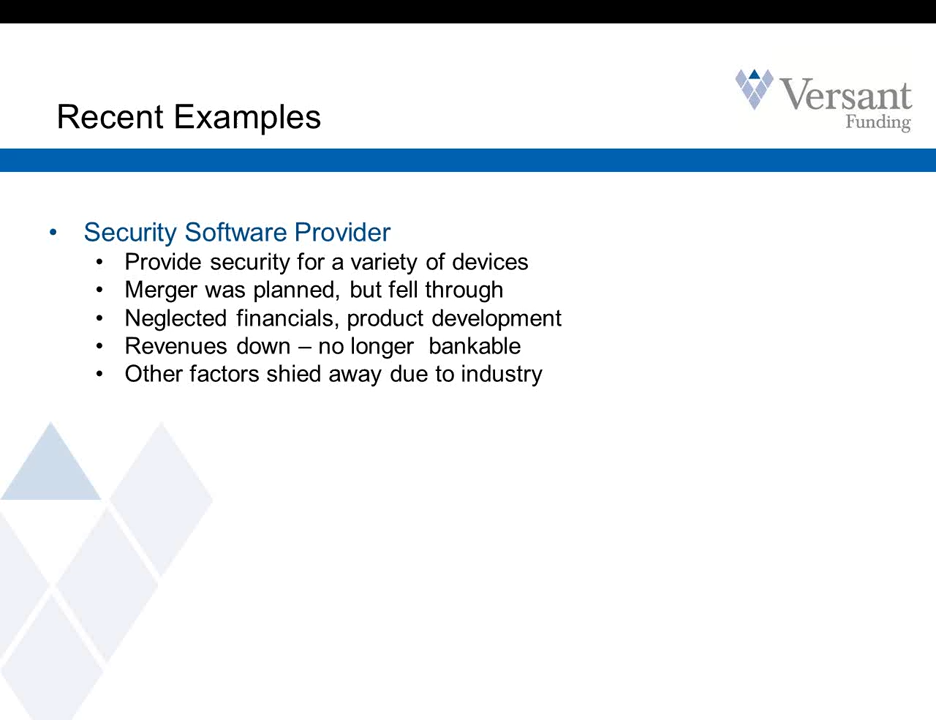 Versant
Funding
Recent Examples
• Security Software Provider
• Provide security for a variety of devices
• Merger was planned, but fell through
• Neglected financials, product development
• Revenues down – no longer bankable
• Other factors shied away due to industry